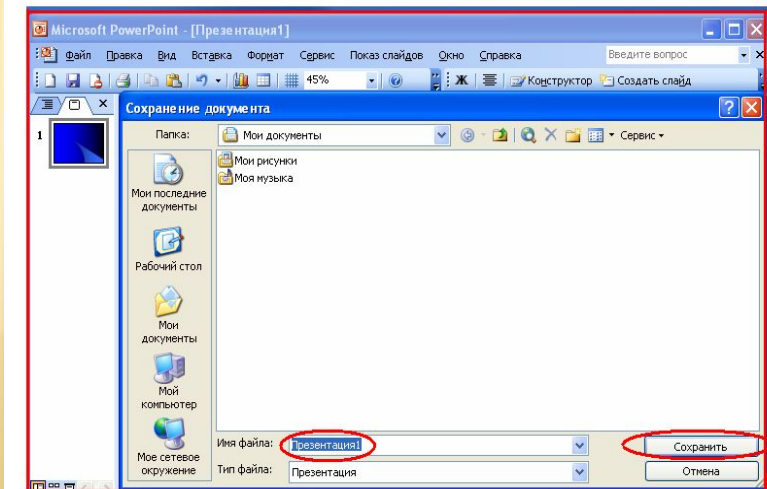 Microsoft PowerPoint - [Презентация1]
Файл Правка Вид Вставка Формат Сервис Показ слайдов Окно Справка Введите вопрос
45% Ж Конструктор Создать слайд
Сохранение документа
1
Папка: Мои документы Сервис
Мои рисунки
Моя музыка
Мои последние
документы
Рабочий стол
Мои
документы
Мой
компьютер
Мое сетевое
окружение
Имя файла: Презентация1 Сохранить
Тип файла: Презентация Отмена